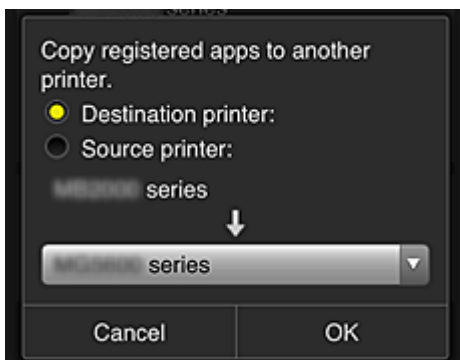 Copy registered apps to another
printer.
Destination printer:
Source printer:
series
series
Cancel
OK